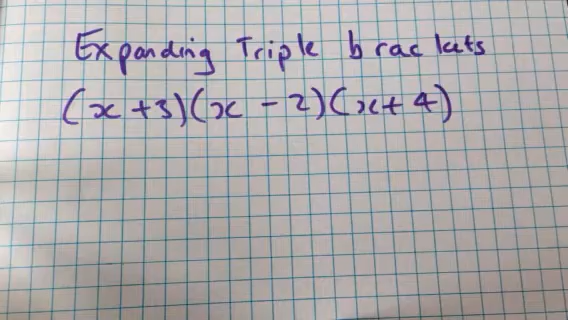 Expanding Triple brackets
(x + 3)(x - 2)(x + 4)